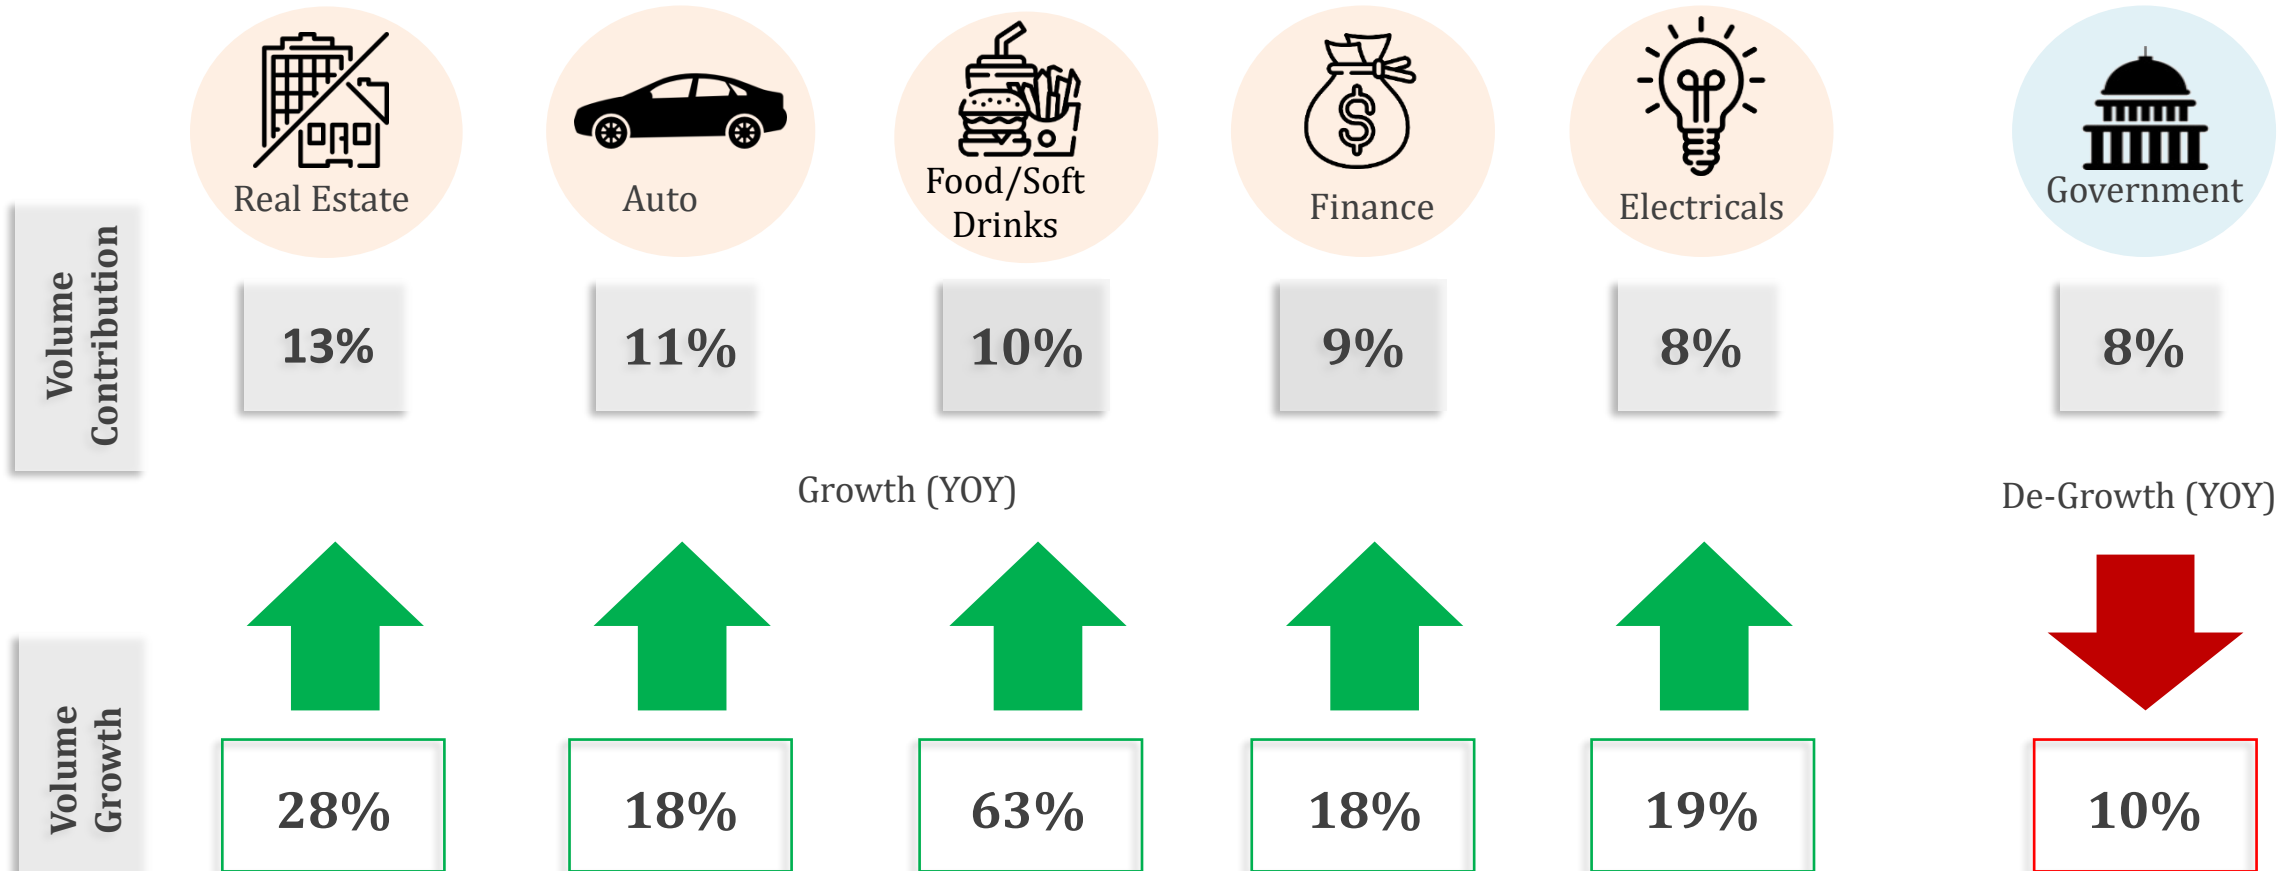 Real Estate
Auto
Food/Soft
Drinks
Finance
Electricals
Government
Volume
Contribution
13%
11%
10%
9%
8%
8%
Growth (YOY)
De-Growth (YOY)
Volume
Growth
28%
18%
63%
18%
19%
10%